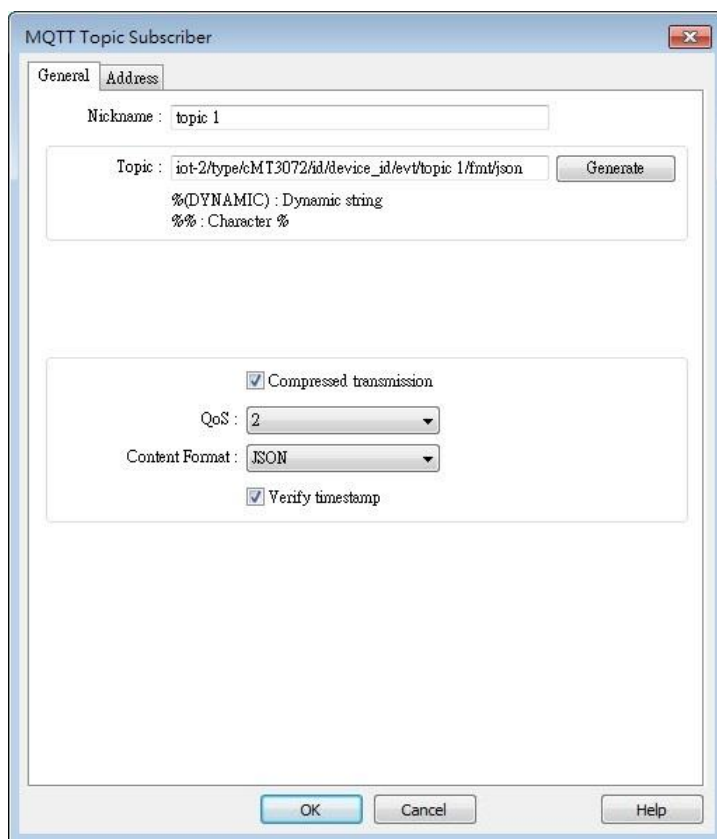 MQTT Topic Subscriber
General Address
Nickname : topic 1
Topic : iot-2/type/cMT3072/id/device_id/evt/topic 1/fmt/json Generate
%(DYNAMIC) : Dynamic string
%% : Character %
Compressed transmission
QoS : 2
Content Format : JSON
Verify timestamp
OK Cancel Help